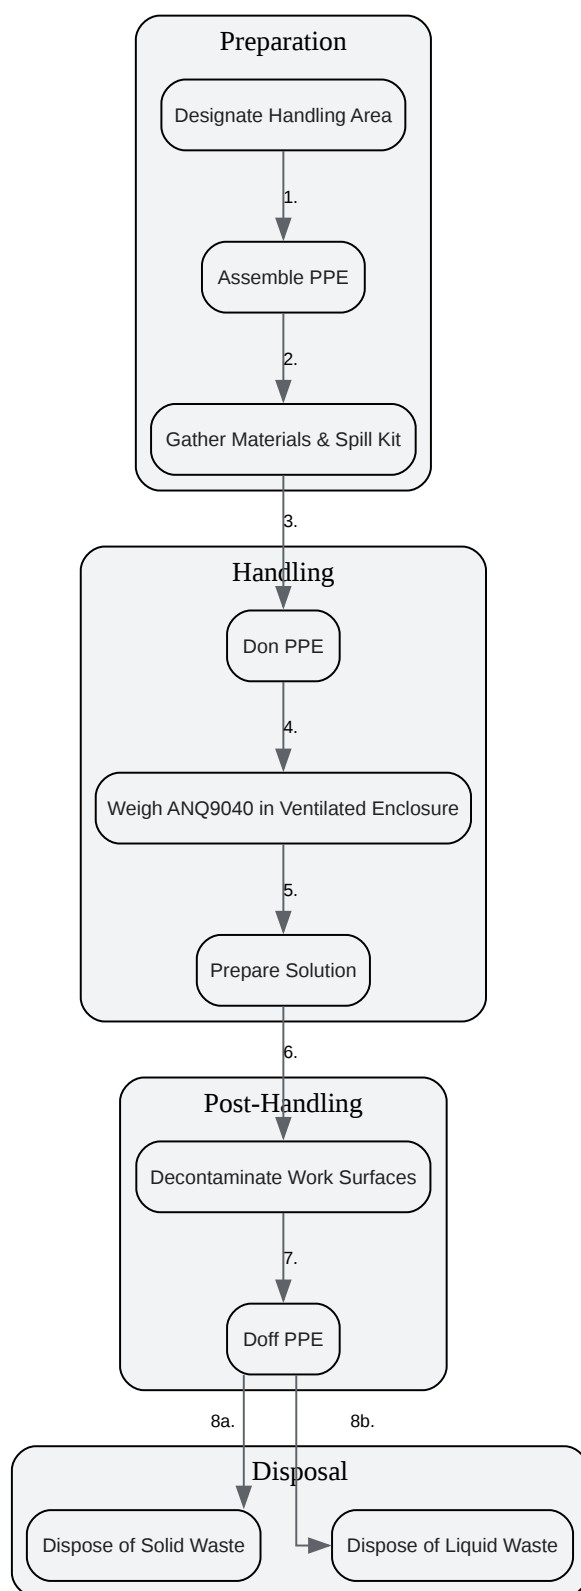 Preparation
Designate Handling Area
1.
Assemble PPE
2.
Gather Materials & Spill Kit
3.
Handling
Don PPE
4.
Weigh ANQ9040 in Ventilated Enclosure
5.
Prepare Solution
6.
Post-Handling
Decontaminate Work Surfaces
7.
Doff PPE
8a.
8b.
Disposal
Dispose of Solid Waste
Dispose of Liquid Waste